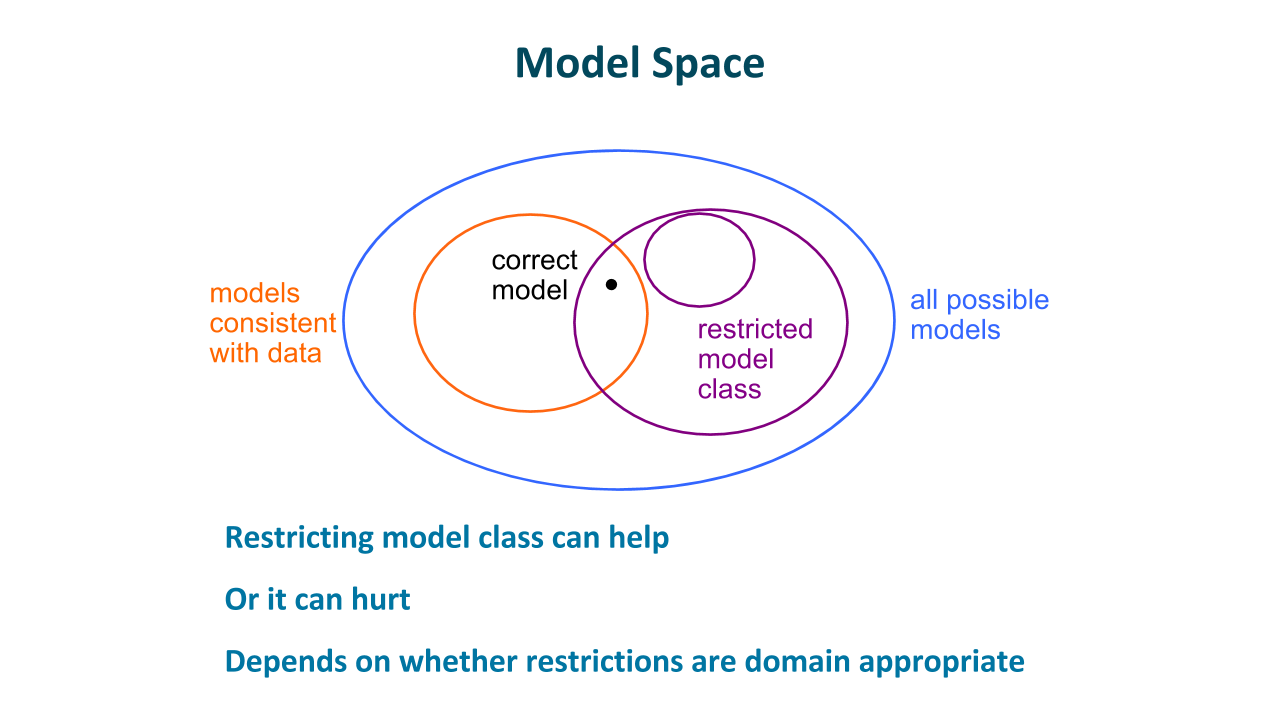 Model Space
correct
model
models
consistent
with data
all possible
models
restricted
model
class
Restricting model class can help
Or it can hurt
Depends on whether restrictions are domain appropriate